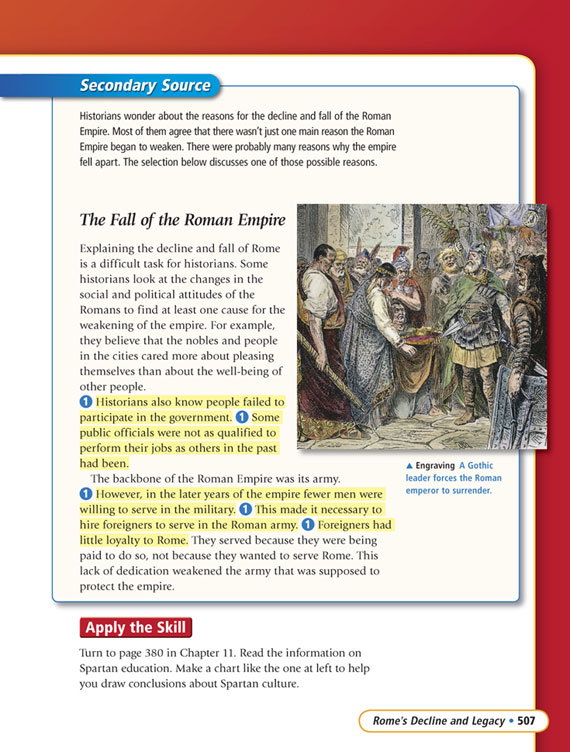 Secondary Source
Historians wonder about the reasons for the decline and fall of the Roman
Empire. Most of them agree that there wasn't just one main reason the Roman
Empire began to weaken. There were probably many reasons why the empire
fell apart. The selection below discusses one of those possible reasons.
The Fall of the Roman Empire
Explaining the decline and fall of Rome
is a difficult task for historians. Some
historians look at the changes in the
social and political attitudes of the
Romans to find at least one cause for the
weakening of the empire. For example,
they believe that the nobles and people
in the cities cared more about pleasing
themselves than about the well-being of
other people.
1 Historians also know people failed to
participate in the government. 1 Some
public officials were not as qualified to
perform their jobs as others in the past
had been.
The backbone of the Roman Empire was its army.
1 However, in the later years of the empire fewer men were
willing to serve in the military. 1 This made it necessary to
hire foreigners to serve in the Roman army. 1 Foreigners had
little loyalty to Rome. They served because they were being
paid to do so, not because they wanted to serve Rome. This
lack of dedication weakened the army that was supposed to
protect the empire.
▲ Engraving A Gothic
leader forces the Roman
emperor to surrender.
Apply the Skill
Turn to page 380 in Chapter 11. Read the information on
Spartan education. Make a chart like the one at left to help
you draw conclusions about Spartan culture.
Rome's Decline and Legacy • 507